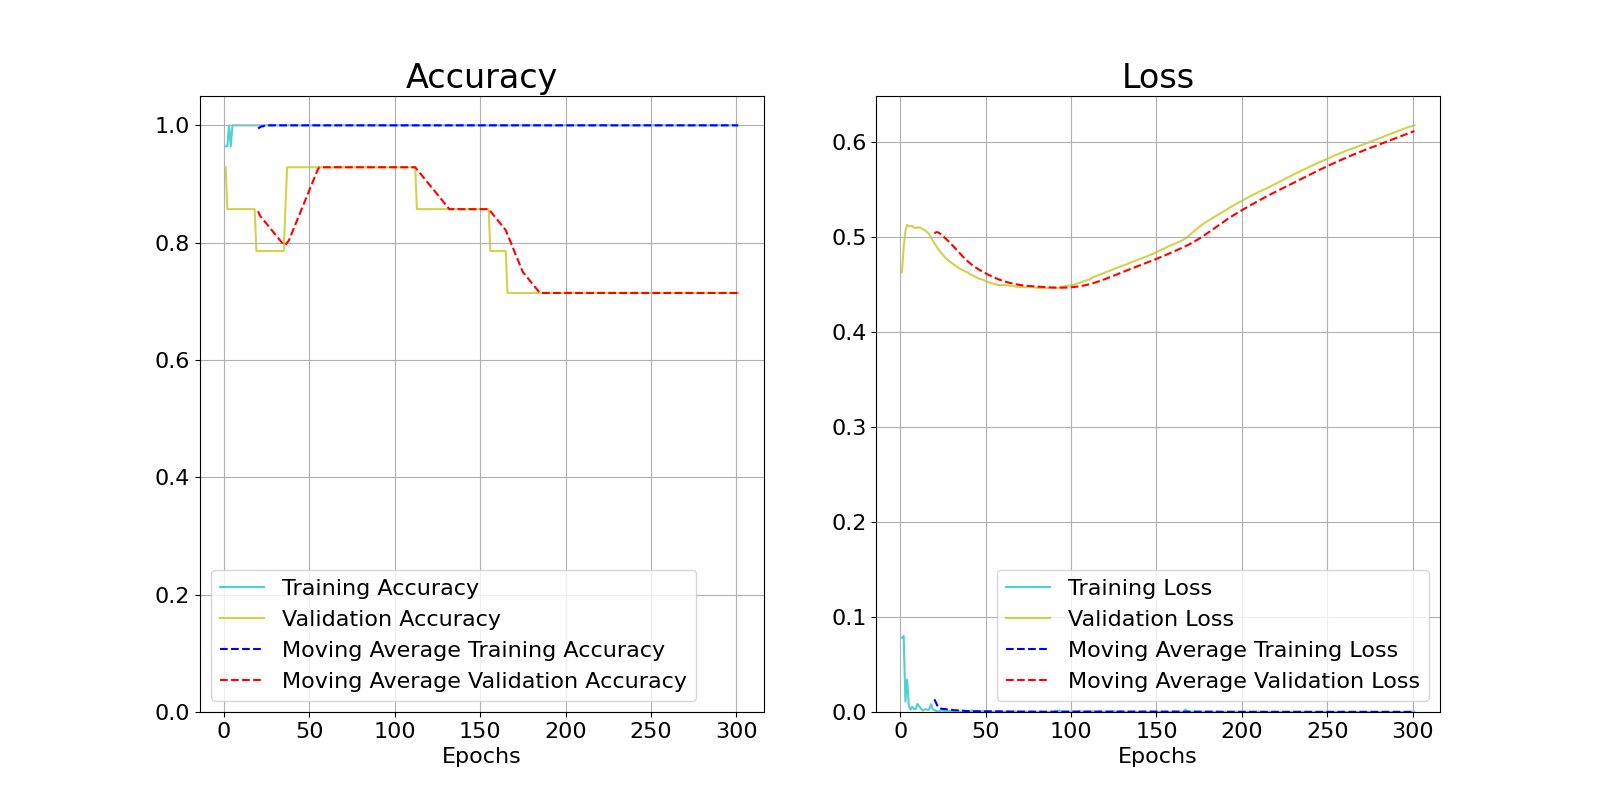 Accuracy
1.0
0.8
0.6
0.4
0.2
0.0
Training Accuracy
Validation Accuracy
Moving Average Training Accuracy
Moving Average Validation Accuracy
0 50 100 150 200 250 300
Epochs
Loss
0.6
0.5
0.4
0.3
0.2
0.1
0.0
Training Loss
Validation Loss
Moving Average Training Loss
Moving Average Validation Loss
0 50 100 150 200 250 300
Epochs